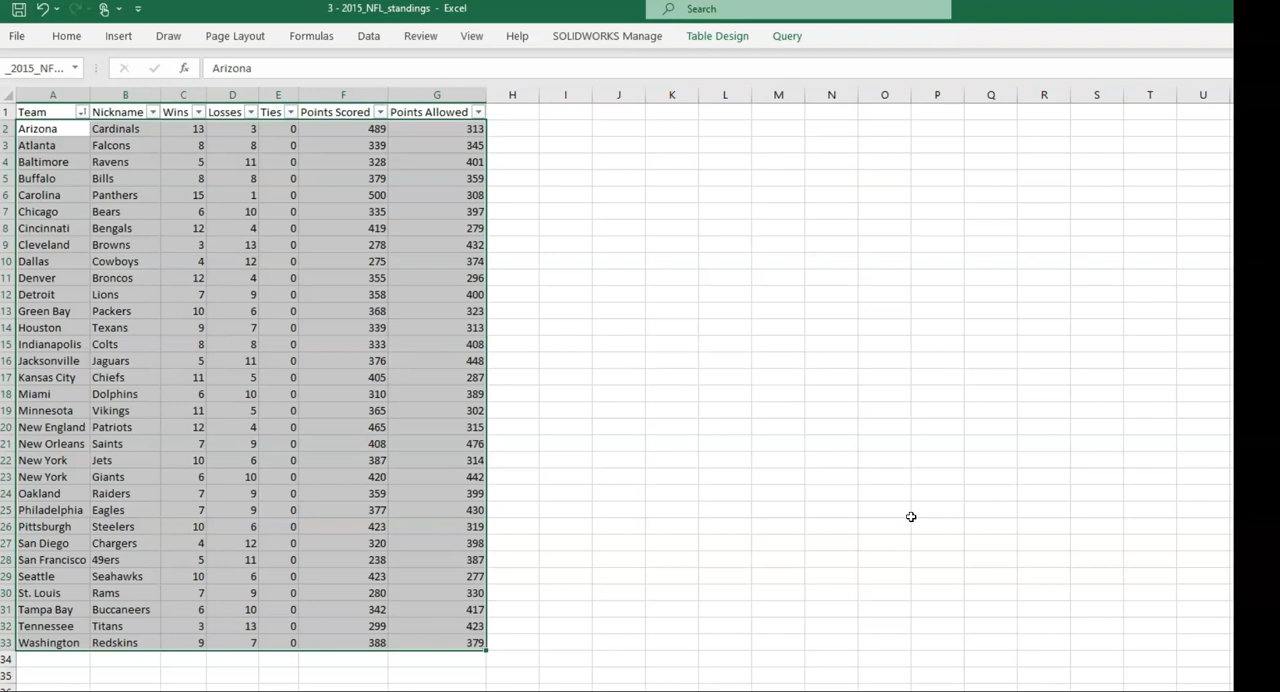 3 - 2015_NFL_standings - Excel
Search
File Home Insert Draw Page Layout Formulas Data Review View Help SOLIDWORKS Manage Table Design Query
_2015_NF... fx Arizona
A B C D E F G H I J K L M N O P Q R S T U
1 Team Nickname Wins Losses Ties Points Scored Points Allowed
2 Arizona Cardinals 13 3 0 489 313
3 Atlanta Falcons 8 8 0 339 345
4 Baltimore Ravens 5 11 0 328 401
5 Buffalo Bills 8 8 0 379 359
6 Carolina Panthers 15 1 0 500 308
7 Chicago Bears 6 10 0 335 397
8 Cincinnati Bengals 12 4 0 419 279
9 Cleveland Browns 3 13 0 278 432
10 Dallas Cowboys 4 12 0 275 374
11 Denver Broncos 12 4 0 355 296
12 Detroit Lions 7 9 0 358 400
13 Green Bay Packers 10 6 0 368 323
14 Houston Texans 9 7 0 339 313
15 Indianapolis Colts 8 8 0 333 408
16 Jacksonville Jaguars 5 11 0 376 448
17 Kansas City Chiefs 11 5 0 405 287
18 Miami Dolphins 6 10 0 310 389
19 Minnesota Vikings 11 5 0 365 302
20 New England Patriots 12 4 0 465 315
21 New Orleans Saints 7 9 0 408 476
22 New York Jets 10 6 0 387 314
23 New York Giants 6 10 0 420 442
24 Oakland Raiders 7 9 0 359 399
25 Philadelphia Eagles 7 9 0 377 430
26 Pittsburgh Steelers 10 6 0 423 319
27 San Diego Chargers 4 12 0 320 398
28 San Francisco 49ers 5 11 0 238 387
29 Seattle Seahawks 10 6 0 423 277
30 St. Louis Rams 7 9 0 280 330
31 Tampa Bay Buccaneers 6 10 0 342 417
32 Tennessee Titans 3 13 0 299 423
33 Washington Redskins 9 7 0 388 379
34
35